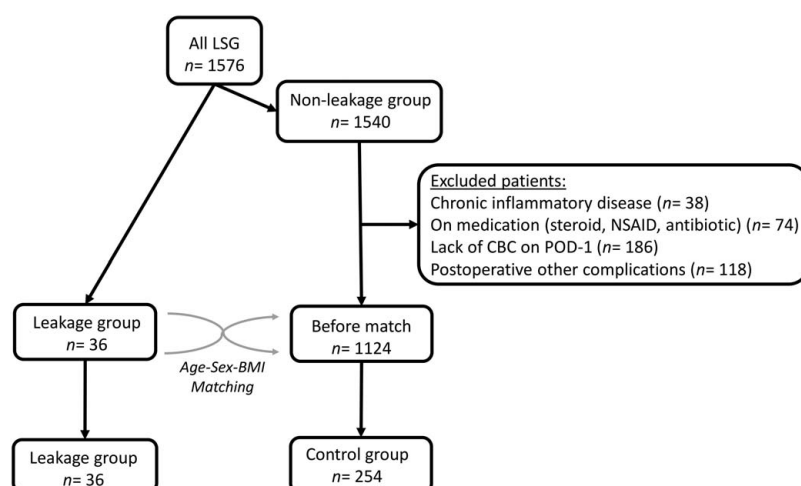 All LSG
n= 1576
Non-leakage group
n= 1540
Excluded patients:
Chronic inflammatory disease (n= 38)
On medication (steroid, NSAID, antibiotic) (n= 74)
Lack of CBC on POD-1 (n= 186)
Postoperative other complications (n= 118)
Leakage group
n= 36
Age-Sex-BMI
Matching
Before match
n= 1124
Leakage group
n= 36
Control group
n= 254